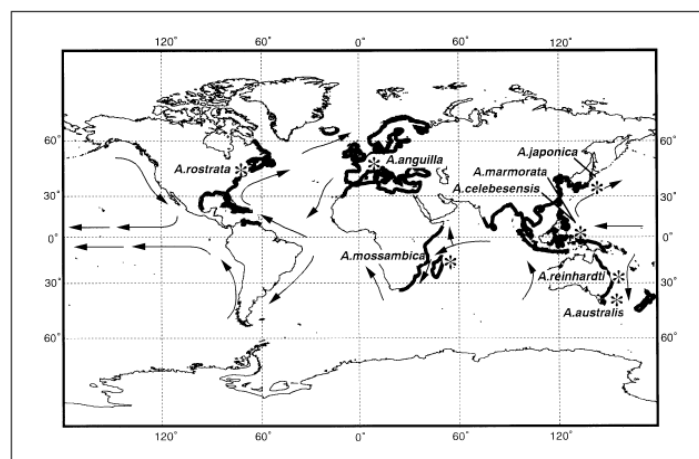 120° 60° 0° 60° 120°
60° 60°
A.rostrata
A.anguilla
A.japonica
A.marmorata
A.celebesensis
30° 30°
0° 0°
A.mossambica
A.reinhardti
30° 30°
A.australis
60° 60°
120° 60° 0° 60° 120°